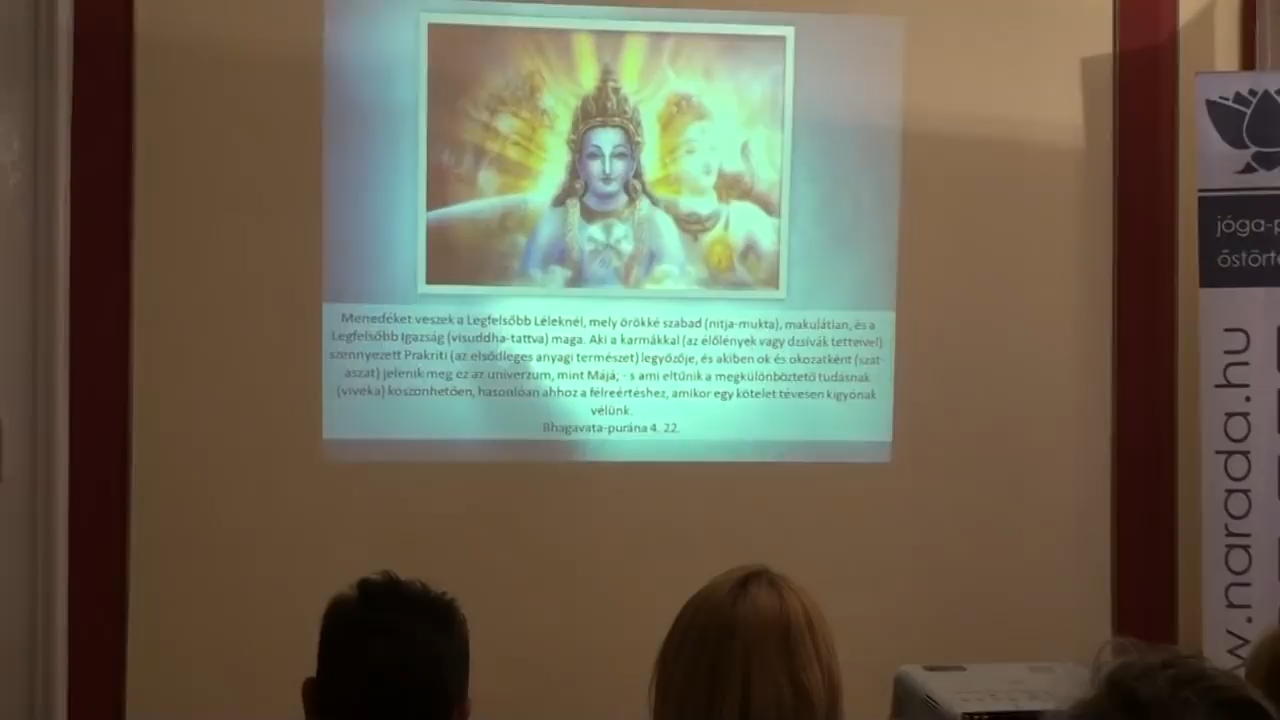 Menedéket veszek a Legfelsőbb Léleknél, mely örökké szabad (nitja-mukta), makulátlan, és a
Legfelsőbb Igazság (visuddha-tattva) maga. Aki a karmákkal (az élőlények vagy dzsívák tetteivel)
szennyezett Prakriti (az elsődleges anyagi természet) legyőzője, és akiben ok és okozatként (szat-
aszat) jelenik meg ez az univerzum, mint Májá; - s ami eltűnik a megkülönböztető tudásnak
(viveka) köszönhetően, hasonlóan ahhoz a félreértéshez, amikor egy kötelet tévesen kígyónak
vélünk.
Bhagavata-purána 4. 22.
jóga-p
őstört
w.narada.hu